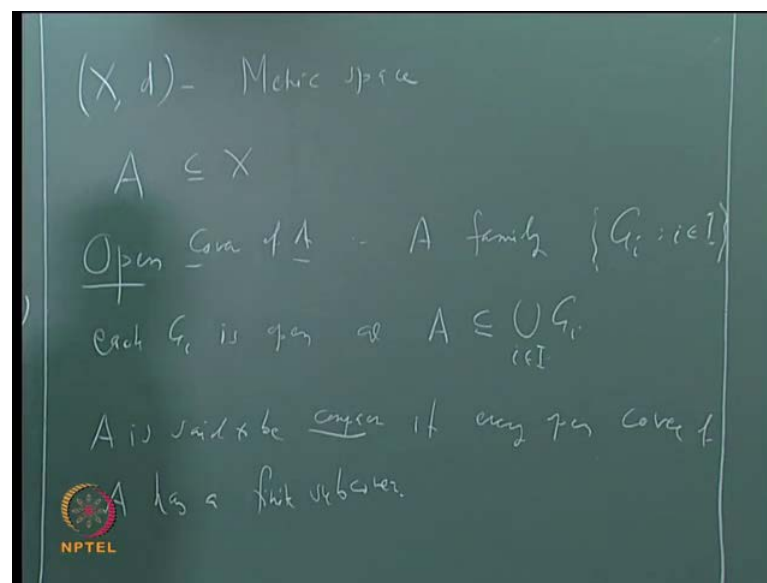 (X, d) - Metric space
A ⊆ X
Open Cover of A - A family {G_i : i ∈ I}
each G_i is open and A ⊆ ⋃_{i∈I} G_i
A is said to be compact if every open cover of
A has a finite subcover.
NPTEL